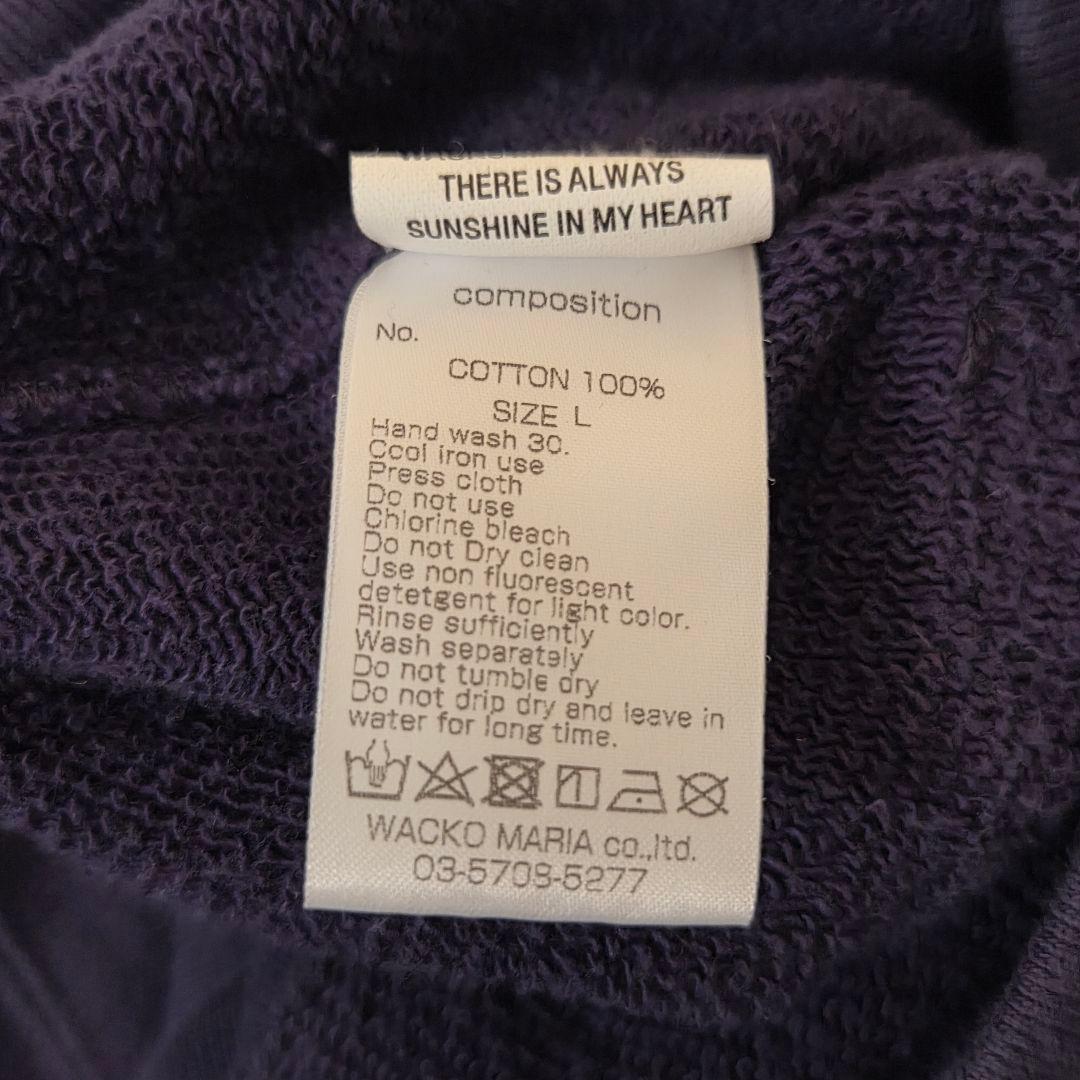 THERE IS ALWAYS
SUNSHINE IN MY HEART
composition
No.
COTTON 100%
SIZE L
Hand wash 30.
Cool iron use
Press cloth
Do not use
Chlorine bleach
Do not Dry clean
Use non fluorescent
detetgent for light color.
Rinse sufficiently
Wash separately
Do not tumble dry
Do not drip dry and leave in
water for long time.
WACKO MARIA co.,ltd.
03-5708-5277